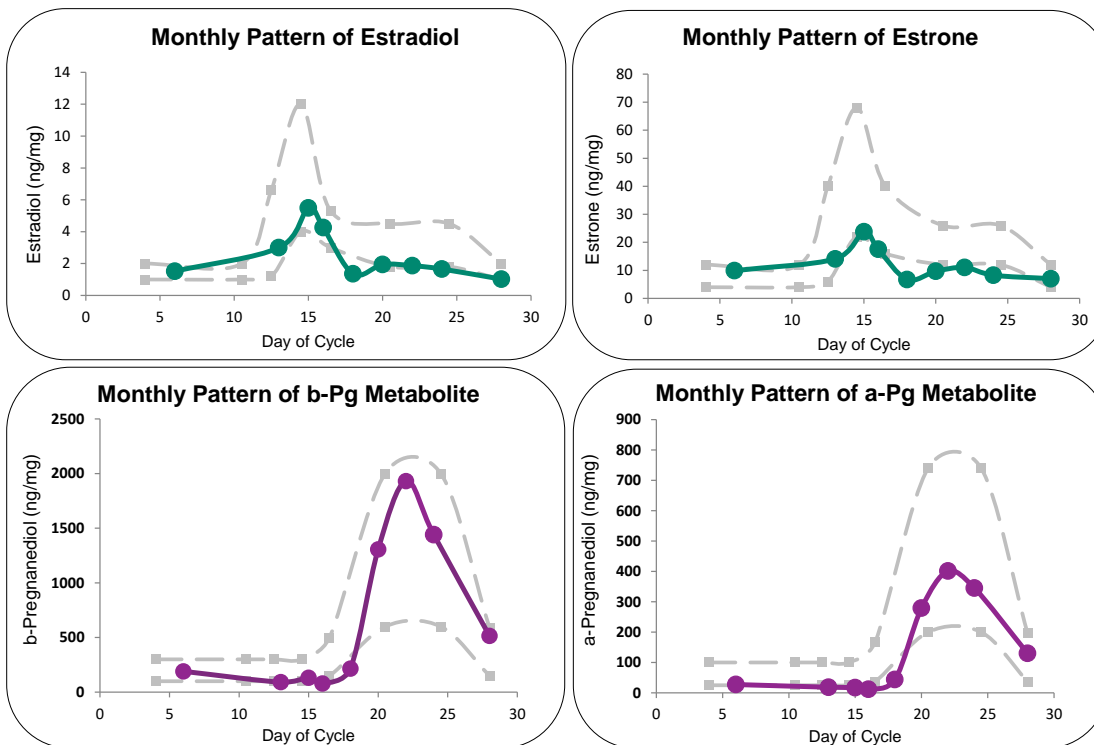 Monthly Pattern of Estradiol
Estradiol (ng/mg)
14
12
10
8
6
4
2
0
0 5 10 15 20 25 30
Day of Cycle
Monthly Pattern of Estrone
Estrone (ng/mg)
80
70
60
50
40
30
20
10
0
0 5 10 15 20 25 30
Day of Cycle
Monthly Pattern of b-Pg Metabolite
b-Pregnanediol (ng/mg)
2500
2000
1500
1000
500
0
0 5 10 15 20 25 30
Day of Cycle
Monthly Pattern of a-Pg Metabolite
a-Pregnanediol (ng/mg)
900
800
700
600
500
400
300
200
100
0
0 5 10 15 20 25 30
Day of Cycle